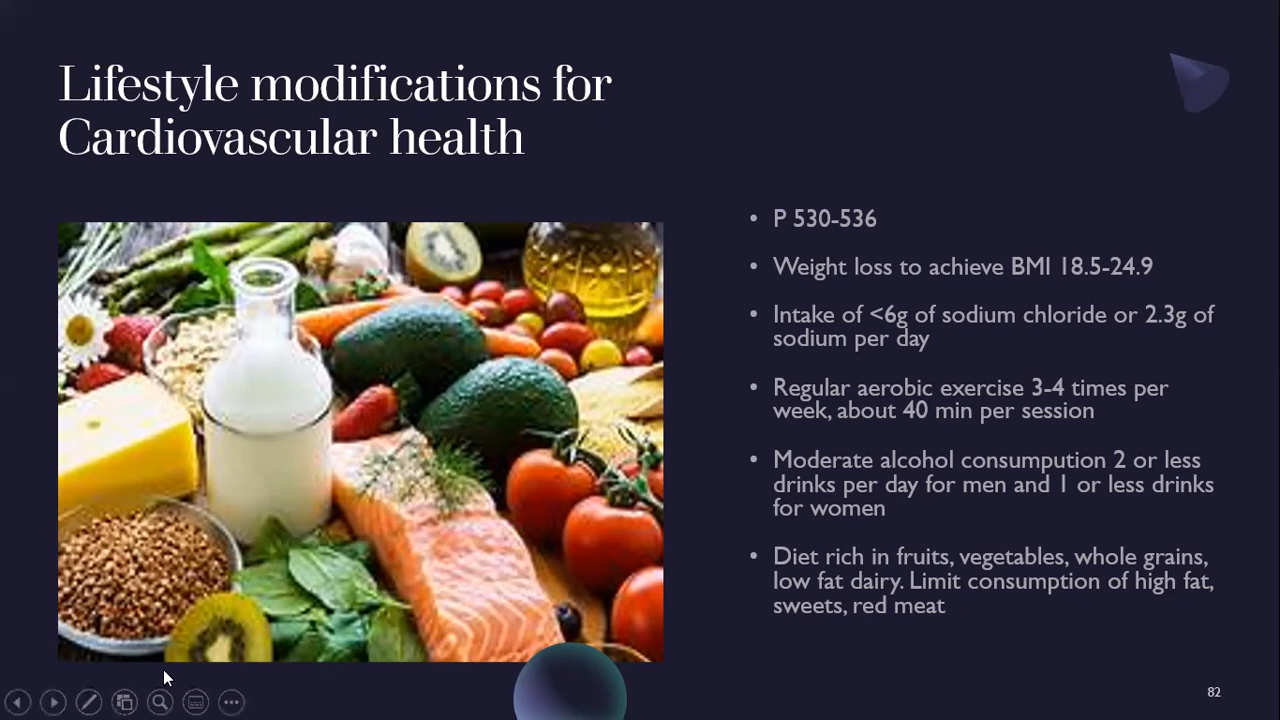 Lifestyle modifications for
Cardiovascular health
• P 530-536
• Weight loss to achieve BMI 18.5-24.9
• Intake of <6g of sodium chloride or 2.3g of
sodium per day
• Regular aerobic exercise 3-4 times per
week, about 40 min per session
• Moderate alcohol consumpution 2 or less
drinks per day for men and 1 or less drinks
for women
• Diet rich in fruits, vegetables, whole grains,
low fat dairy. Limit consumption of high fat,
sweets, red meat
82